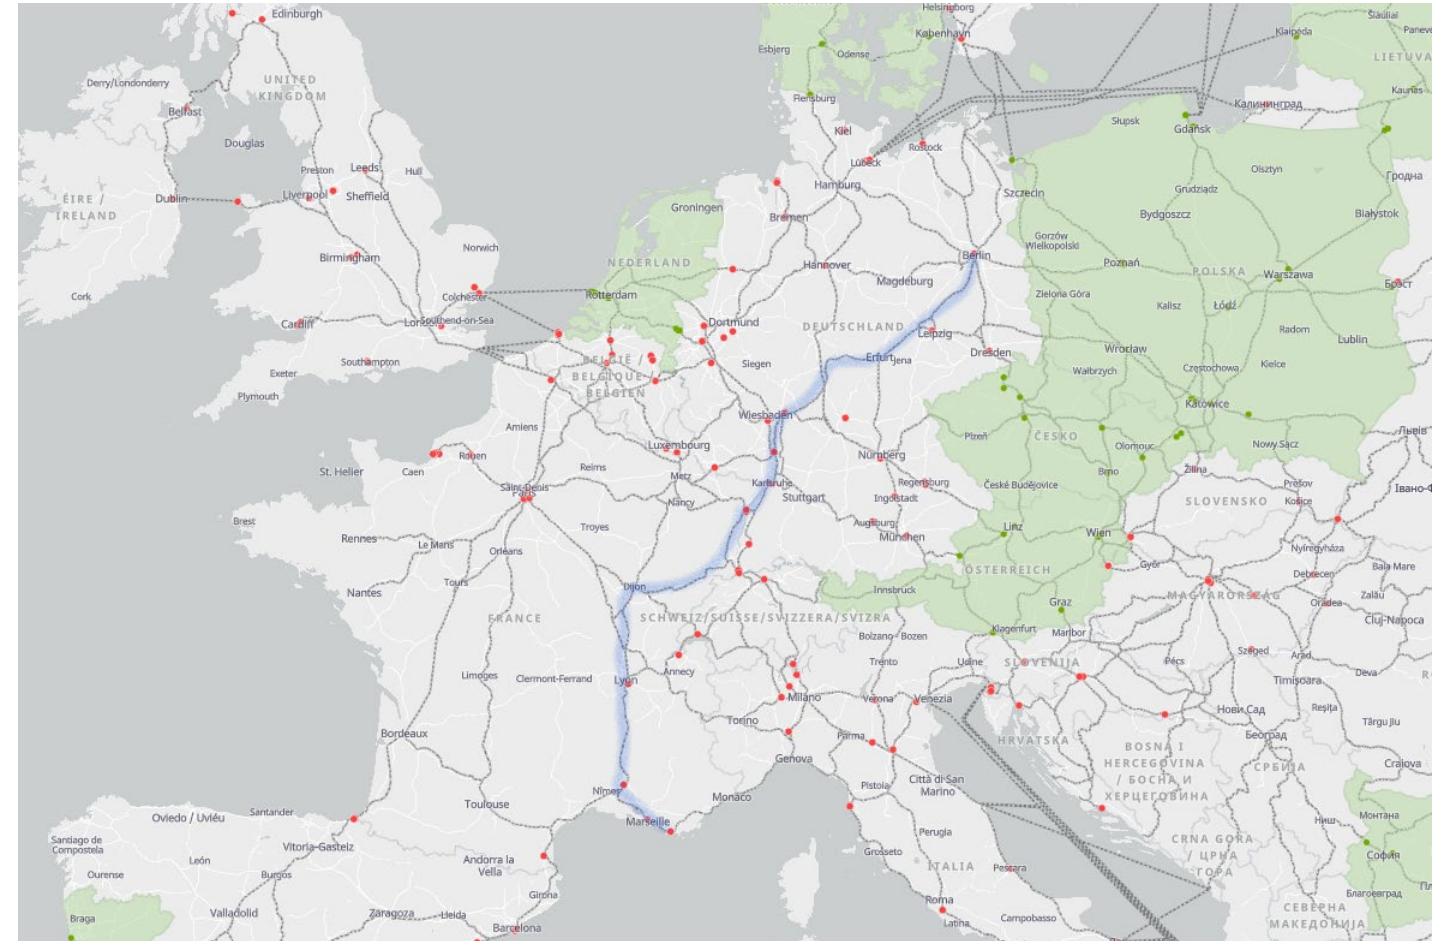 Edinburgh
Helsingborg
København
Šiauliai
Klaipėda
Paneve
Esbjerg
Odense
LIETUVA
UNITED
KINGDOM
Derry/Londonderry
Belfast
Flensburg
Kaunas
Калининград
Słupsk
Gdańsk
Kiel
Douglas
Rostock
Lübeck
Preston
Leeds
Hull
Olsztyn
Гродна
Hamburg
Grudziądz
Szczecin
ÉIRE /
IRELAND
Dublin
Liverpool
Sheffield
Groningen
Bydgoszcz
Białystok
Bremen
Gorzów
Wielkopolski
Norwich
Birmingham
NEDERLAND
Hannover
Berlin
Poznań
POLSKA
Warszawa
Magdeburg
Брэст
Cork
Colchester
Rotterdam
Zielona Góra
Kalisz
Łódź
Cardiff
London
Southend-on-Sea
Dortmund
DEUTSCHLAND
Leipzig
Radom
Lublin
Southampton
BELGIË /
BELGIQUE /
BELGIEN
Siegen
Erfurt
Jena
Dresden
Wrocław
Exeter
Wałbrzych
Częstochowa
Kielce
Plymouth
Wiesbaden
Katowice
Amiens
Львів
Plzeň
ČESKO
Olomouc
Nowy Sącz
Luxembourg
Nürnberg
St. Helier
Caen
Rouen
Reims
Metz
Brno
Žilina
Saint-Denis
Paris
Karlsruhe
Stuttgart
Regensburg
České Budějovice
Prešov
Івано-Ф
Nancy
Ingolstadt
SLOVENSKO
Košice
Brest
Troyes
Augsburg
München
Linz
Wien
Rennes
Le Mans
Orléans
Győr
Nyíregyháza
ÖSTERREICH
Debrecen
Baia Mare
Tours
Nantes
Dijon
Innsbruck
MAGYARORSZÁG
Zalău
Graz
Oradea
FRANCE
SCHWEIZ/SUISSE/SVIZZERA/SVIZRA
Cluj-Napoca
Klagenfurt
Maribor
Bolzano - Bozen
Szeged
Arad
Limoges
Clermont-Ferrand
Annecy
Trento
Udine
SLOVENIJA
Pécs
Deva
Lyon
Timișoara
Milano
Verona
Venezia
Нови Сад
Reșița
Torino
Târgu Jiu
Bordeaux
Parma
HRVATSKA
Београд
BOSNA I
HERCEGOVINA
/ БОСНА И
ХЕРЦЕГОВИНА
Genova
СРБИЈА
Craiova
Nîmes
Monaco
Pistoia
Città di San
Marino
Toulouse
Santander
Oviedo / Uviéu
Marseille
Ниш
Монтана
Santiago de
Compostela
Vitoria-Gasteiz
Perugia
CRNA GORA
/ ЦРНА
ГОРА
León
Andorra la
Vella
Grosseto
София
Ourense
Burgos
ITALIA
Pescara
Girona
Благоевград
Braga
Valladolid
Zaragoza
Lleida
Roma
Latina
Campobasso
СЕВЕРНА
МАКЕДОНИЈА
Barcelona